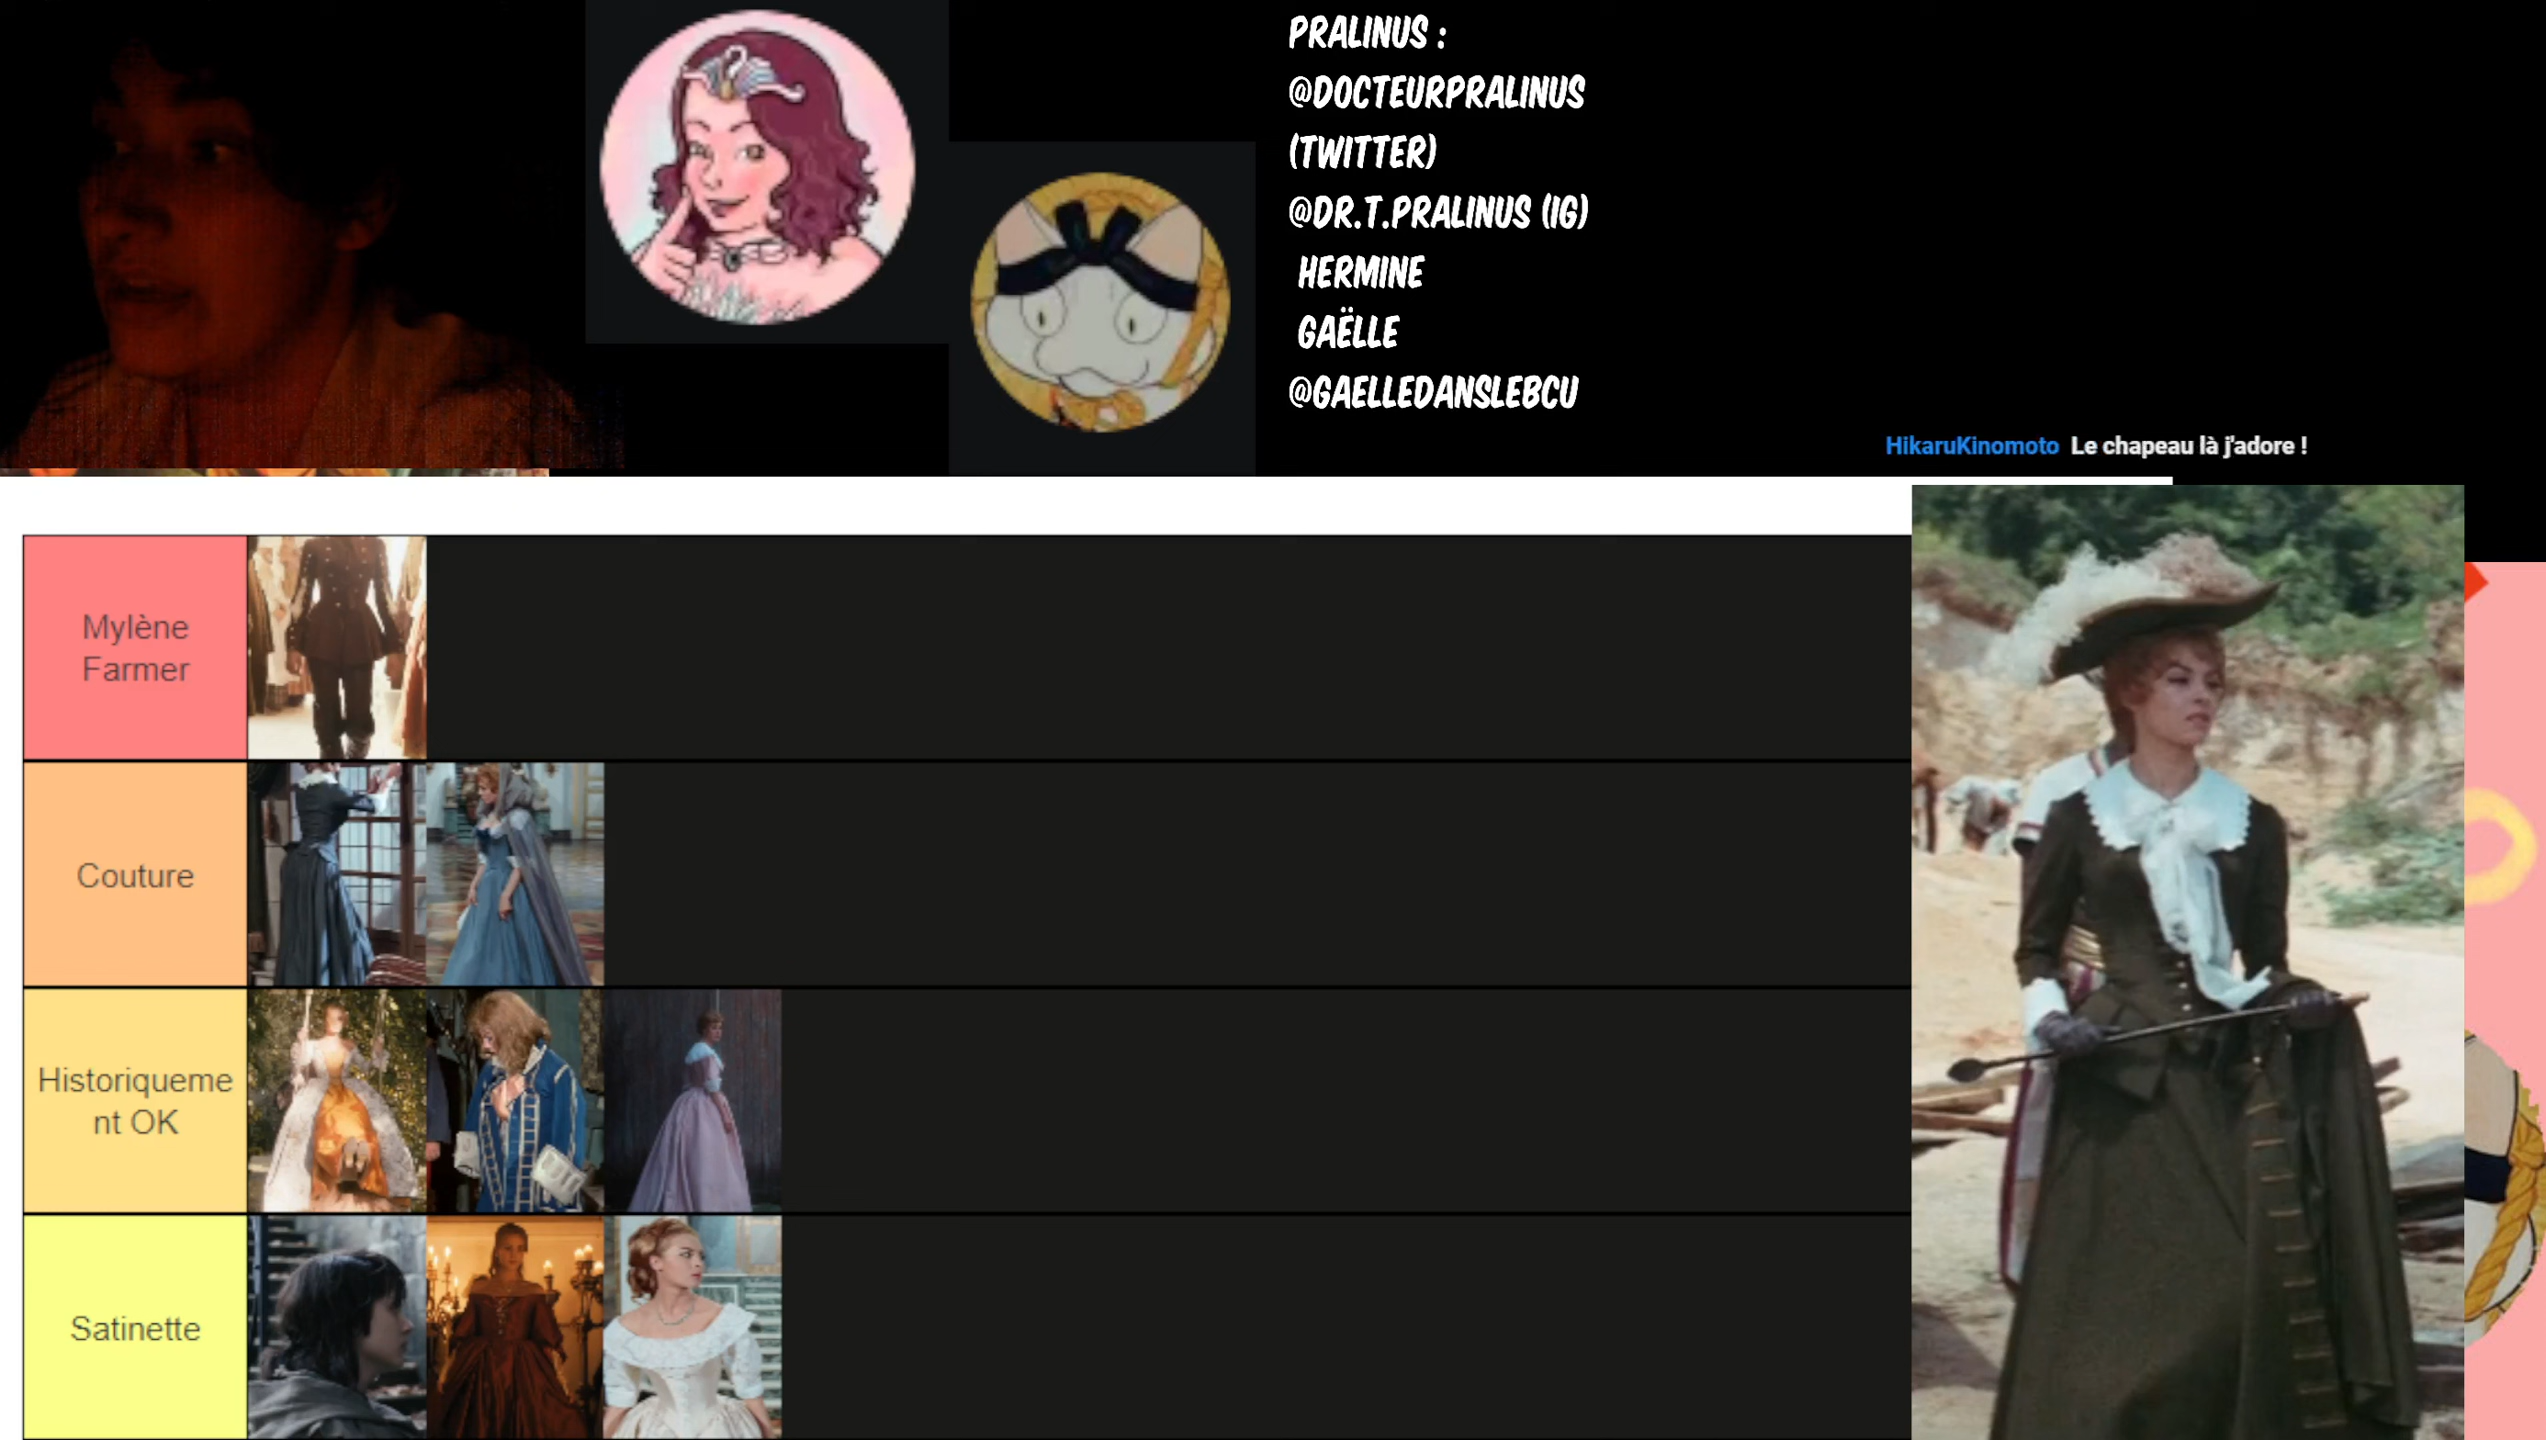 PRALINUS :
@DOCTEURPRALINUS
(TWITTER)
@DR.T.PRALINUS (IG)
HERMINE
GAËLLE
@GAELLEDANSLEBCU
HikaruKinomoto Le chapeau là j'adore !
Mylène
Farmer
Couture
Historiqueme
nt OK
Satinette